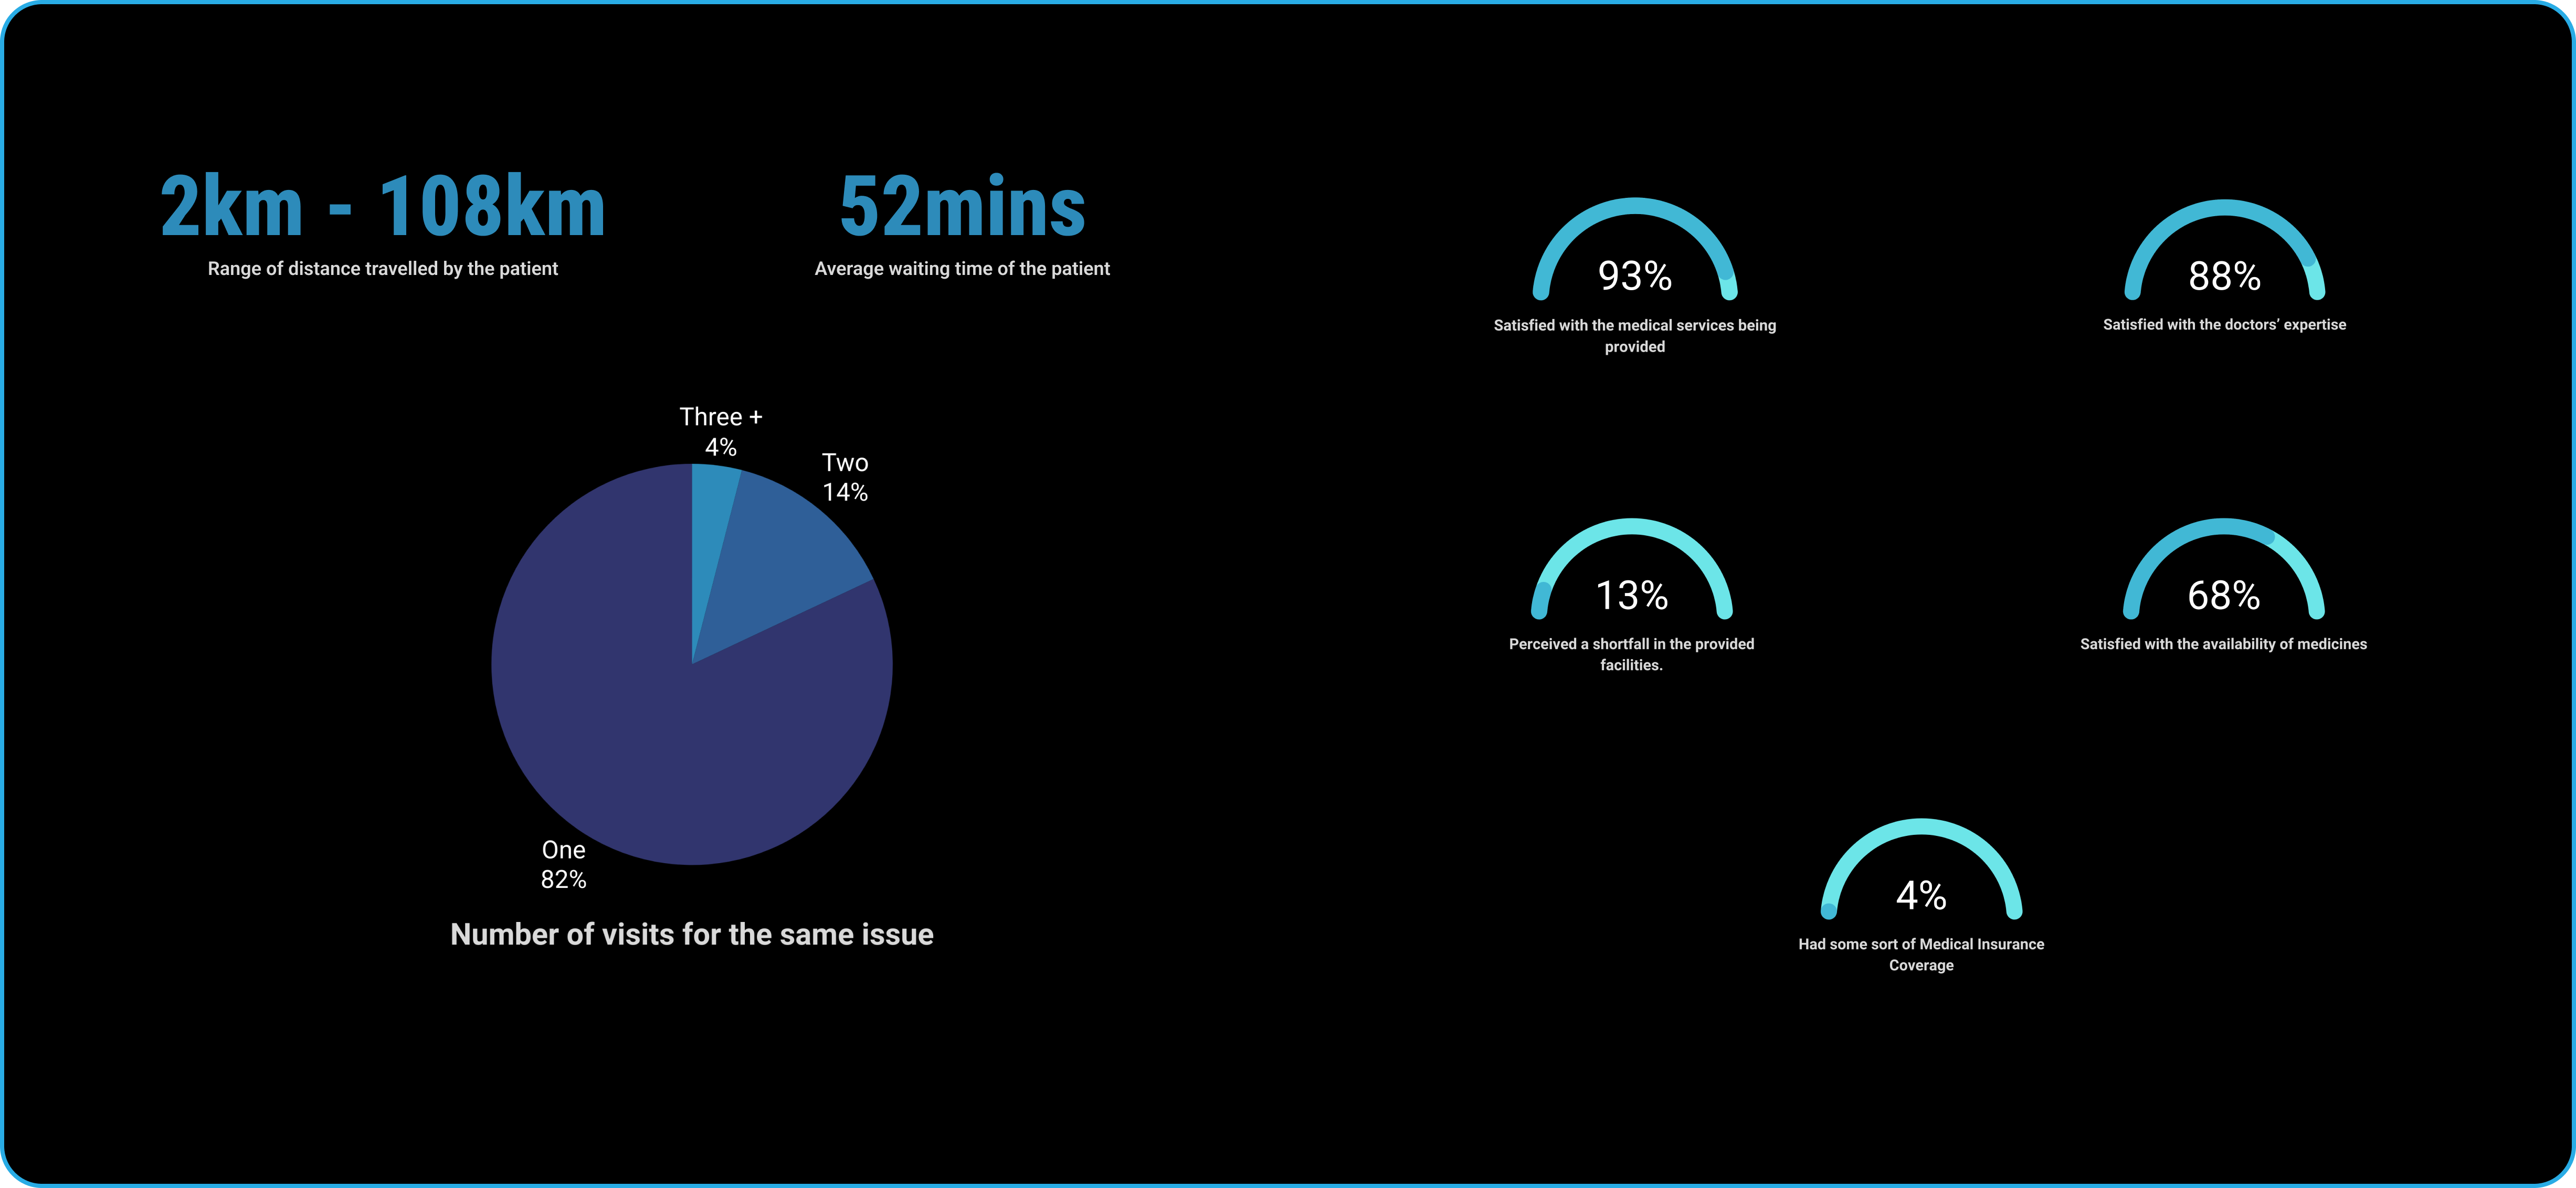 2km - 108km
Range of distance travelled by the patient
52mins
Average waiting time of the patient
Three +
4%
Two
14%
One
82%
Number of visits for the same issue
93%
Satisfied with the medical services being
provided
88%
Satisfied with the doctors’ expertise
13%
Perceived a shortfall in the provided
facilities.
68%
Satisfied with the availability of medicines
4%
Had some sort of Medical Insurance
Coverage